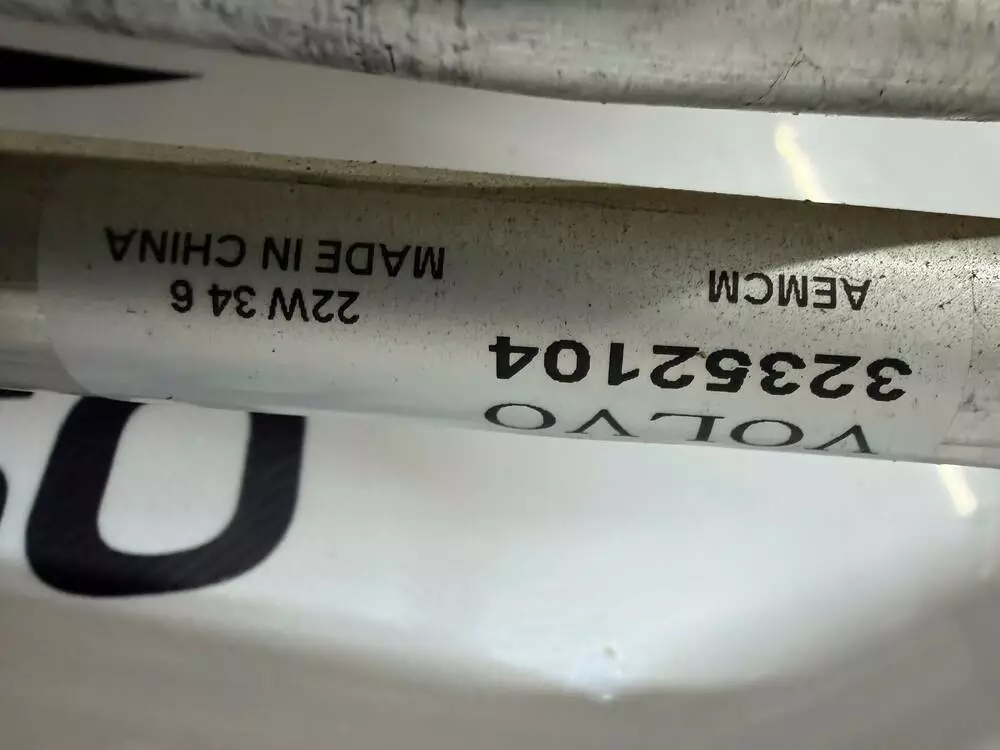 VOLVO
32352104
AEMCM
22W 34 6
MADE IN CHINA